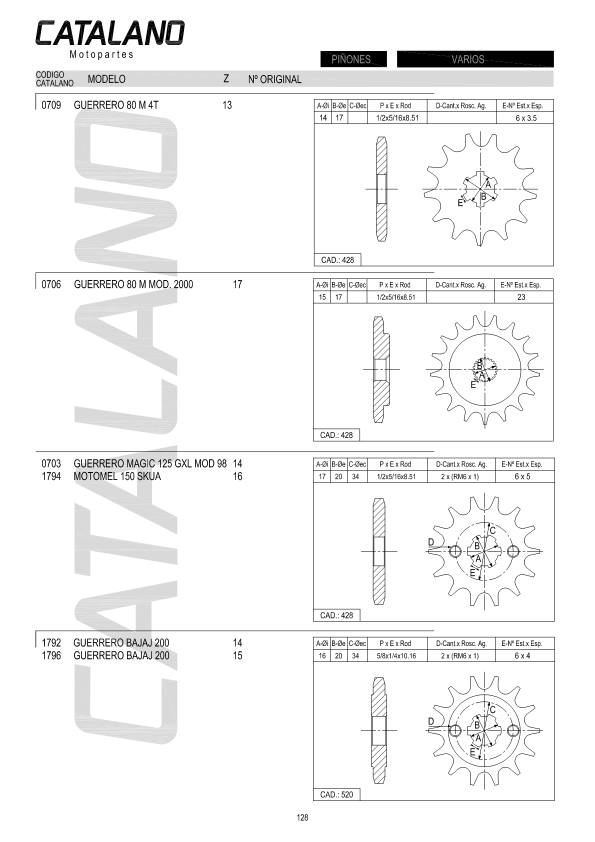 CATALANO
Motopartes
PIÑONES VARIOS
CODIGO
CATALANO MODELO Z Nº ORIGINAL
0709 GUERRERO 80 M 4T 13
A-Øi B-Øe C-Øec P x E x Rod D-Cant.x Rosc. Ag. E-Nº Est.x Esp.
14 17 1/2x5/16x8.51 6 x 3.5
A
B
E
CAD.: 428
0706 GUERRERO 80 M MOD. 2000 17
A-Øi B-Øe C-Øec P x E x Rod D-Cant.x Rosc. Ag. E-Nº Est.x Esp.
15 17 1/2x5/16x8.51 23
B
A
E
CAD.: 428
0703 GUERRERO MAGIC 125 GXL MOD 98 14
1794 MOTOMEL 150 SKUA 16
A-Øi B-Øe C-Øec P x E x Rod D-Cant.x Rosc. Ag. E-Nº Est.x Esp.
17 20 34 1/2x5/16x8.51 2 x (RM6 x 1) 6 x 5
C
D
B
A
E
CAD.: 428
1792 GUERRERO BAJAJ 200 14
1796 GUERRERO BAJAJ 200 15
A-Øi B-Øe C-Øec P x E x Rod D-Cant.x Rosc. Ag. E-Nº Est.x Esp.
16 20 34 5/8x1/4x10.16 2 x (RM6 x 1) 6 x 4
C
D
B
A
E
CAD.: 520
CATALANO
128